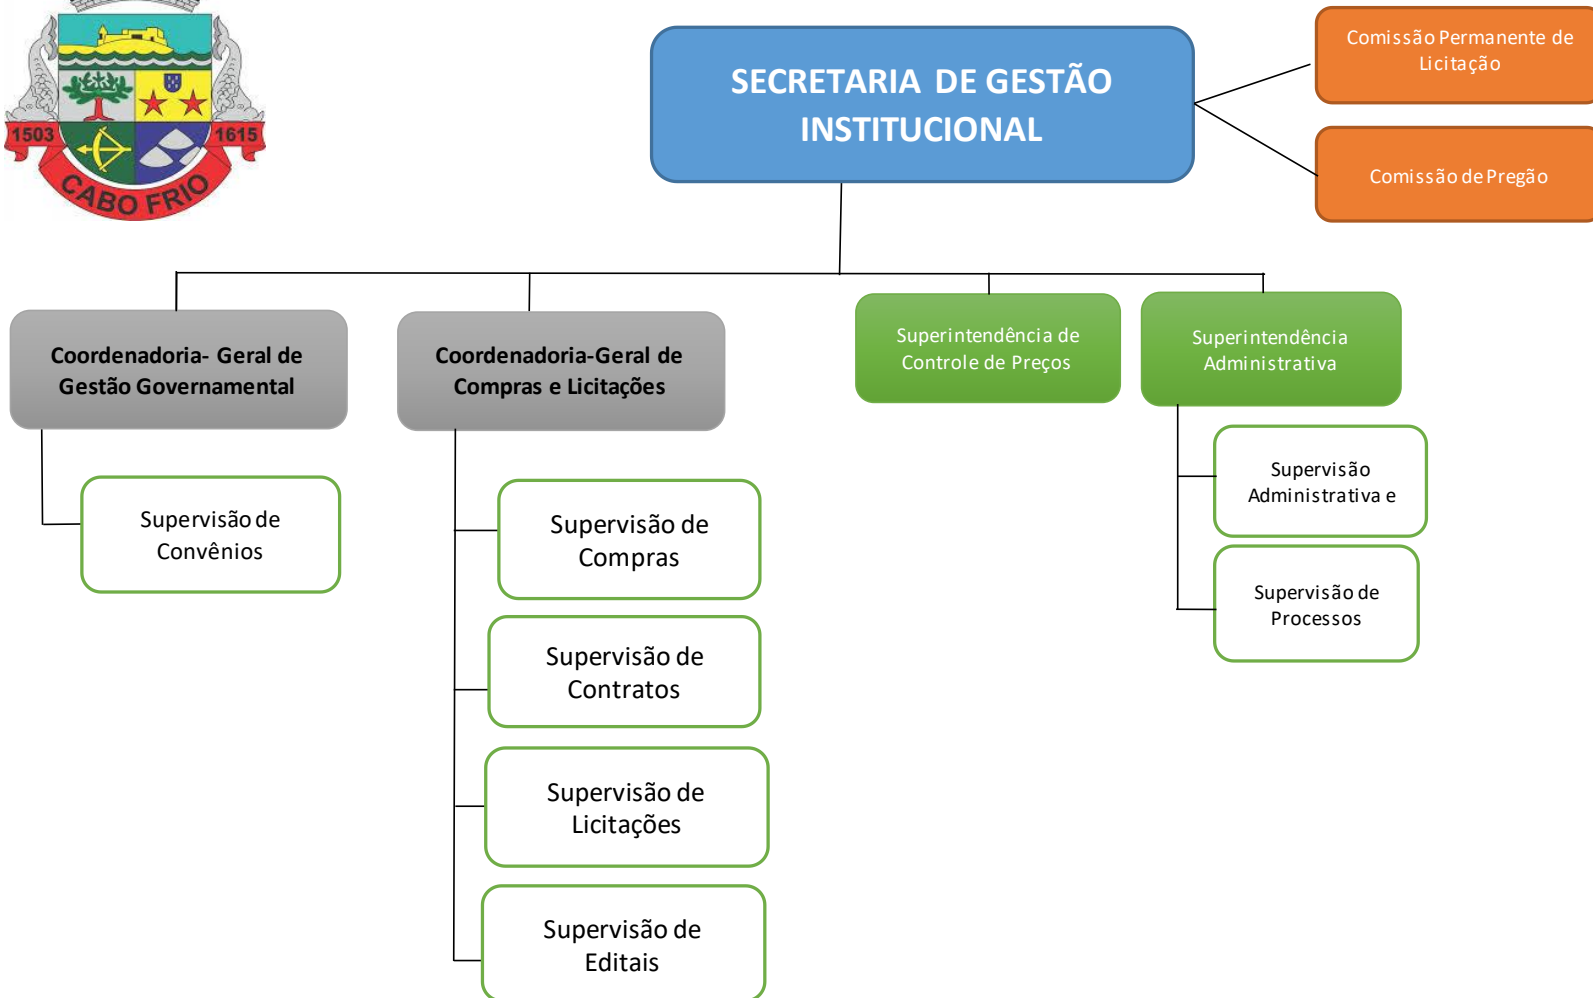 1503
1615
CABO FRIO
SECRETARIA DE GESTÃO
INSTITUCIONAL
Comissão Permanente de
Licitação
Comissão de Pregão
Coordenadoria- Geral de
Gestão Governamental
Coordenadoria-Geral de
Compras e Licitações
Superintendência de
Controle de Preços
Superintendência
Administrativa
Supervisão de
Convênios
Supervisão de
Compras
Supervisão de
Contratos
Supervisão de
Licitações
Supervisão de
Editais
Supervisão
Administrativa e
Supervisão de
Processos